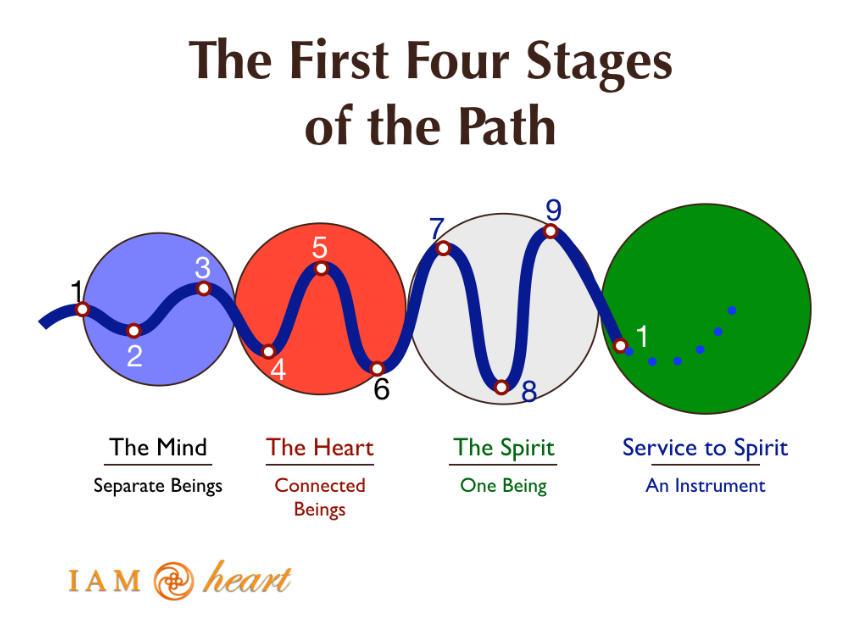 The First Four Stages
of the Path
1
2
3
4
5
6
7
8
9
1
The Mind
Separate Beings
The Heart
Connected
Beings
The Spirit
One Being
Service to Spirit
An Instrument
I A M heart